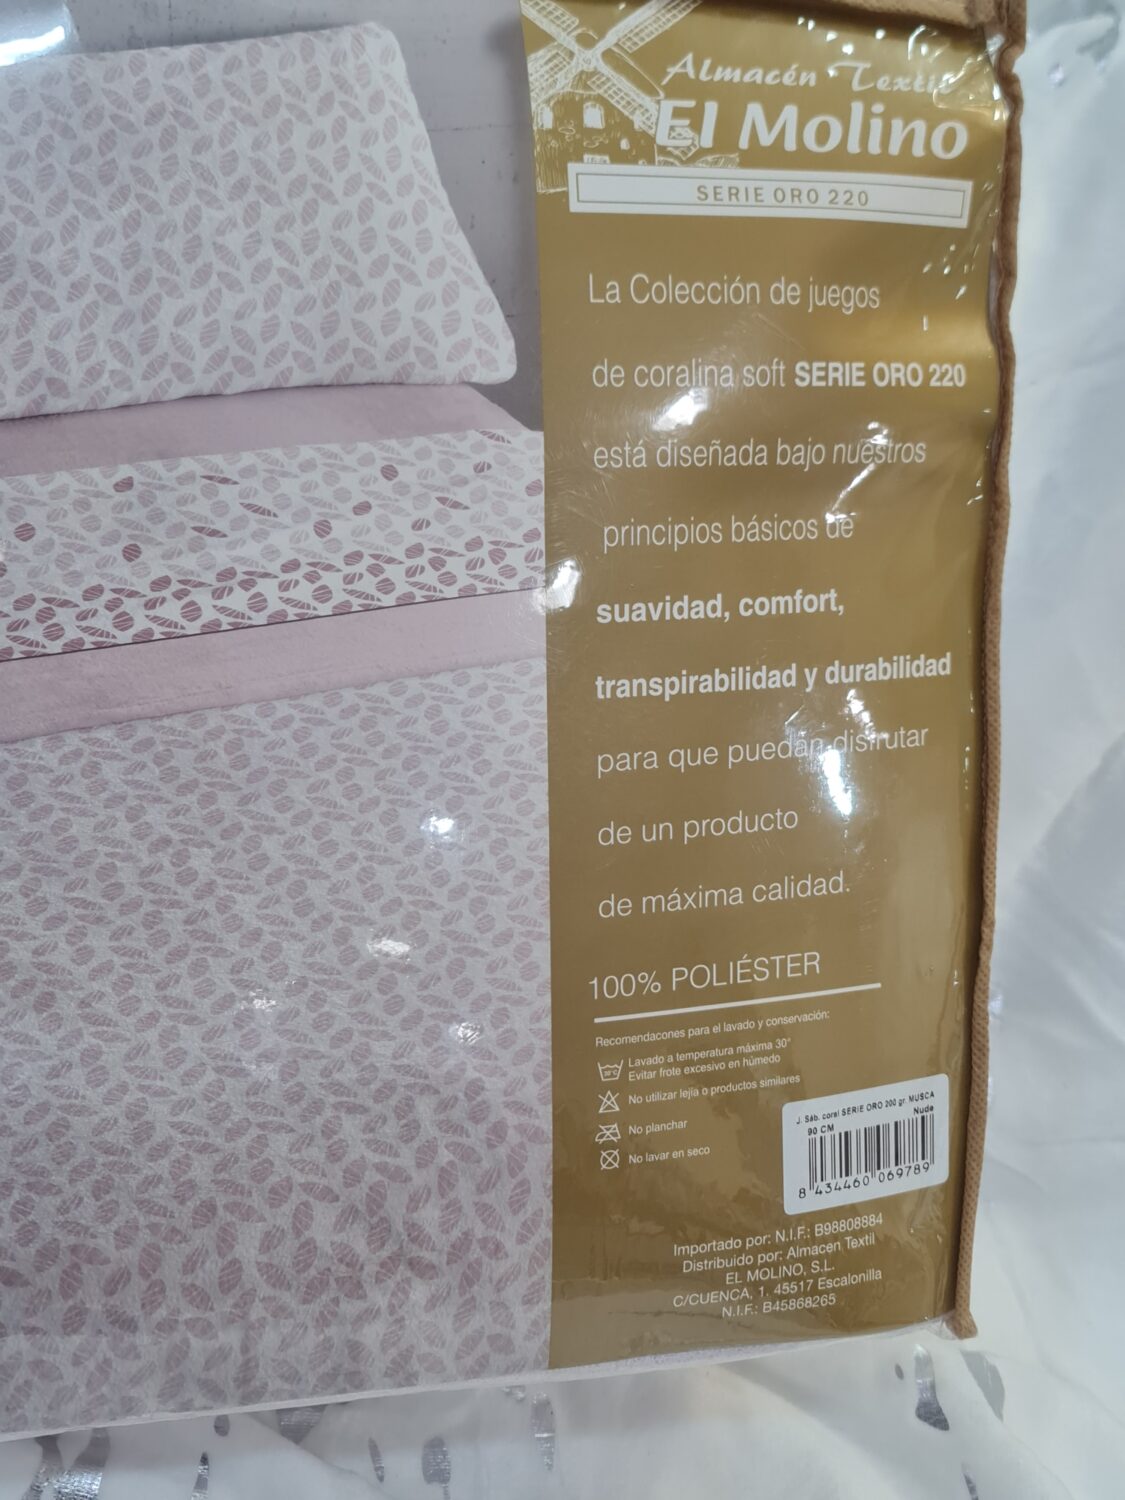 Almacén Textil
El Molino
SERIE ORO 220
La Colección de juegos
de coralina soft SERIE ORO 220
está diseñada bajo nuestros
principios básicos de
suavidad, comfort,
transpirabilidad y durabilidad
para que puedan disfrutar
de un producto
de máxima calidad.
100% POLIÉSTER
Recomendacones para el lavado y conservación:
30°C
Lavado a temperatura máxima 30°
Evitar frote excesivo en húmedo
No utilizar lejía o productos similares
No planchar
No lavar en seco
J. Sáb. coral SERIE ORO 200 gr. MUSCA
Nude
90 CM
8 434460 069789
Importado por: N.I.F.: B98808884
Distribuido por: Almacen Textil
EL MOLINO, S.L.
C/CUENCA, 1. 45517 Escalonilla
N.I.F.: B45868265